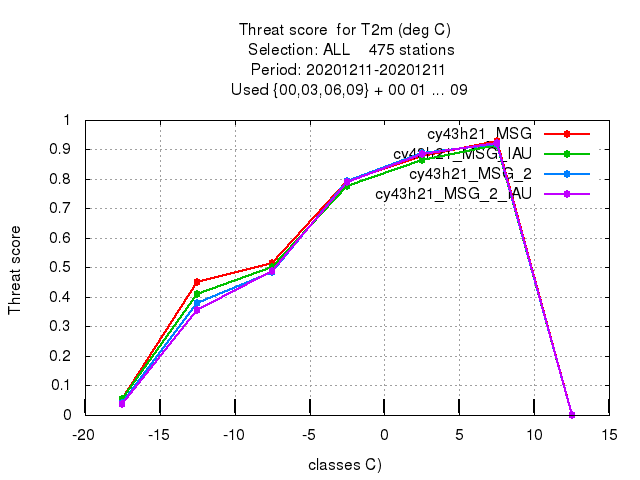 Threat score  for T2m (deg C)
Selection: ALL    475 stations
Period: 20201211-20201211
Used {00,03,06,09} + 00 01 ... 09
cy43h21_MSG
cy43h21_MSG_IAU
cy43h21_MSG_2
cy43h21_MSG_2_IAU
1
0.9
0.8
0.7
0.6
0.5
0.4
0.3
0.2
0.1
0
Threat score
-20 -15 -10 -5 0 5 10 15
classes C)